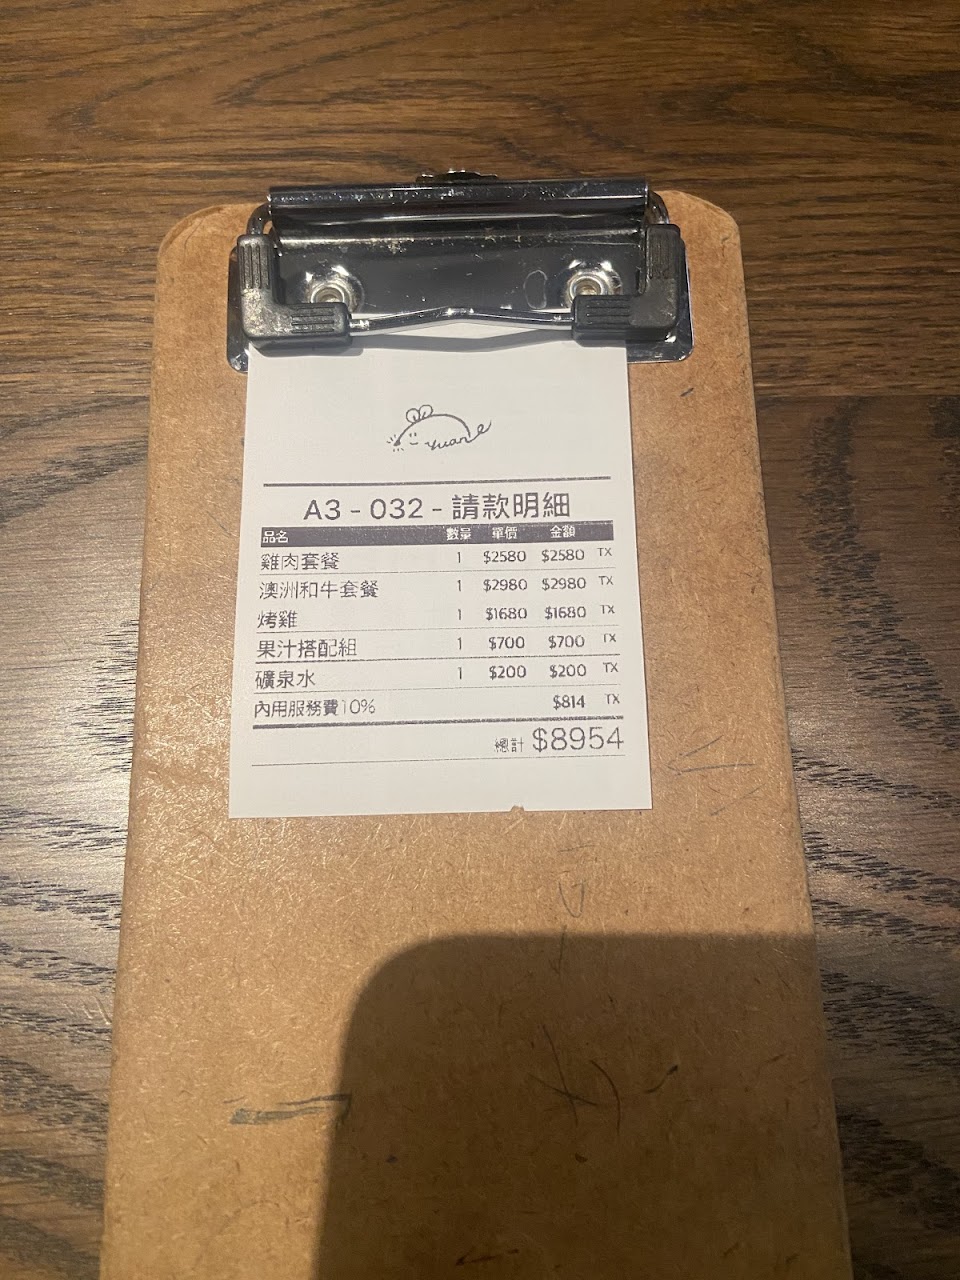 yuan
A3 - 032 - 請款明細
品名 數量 單價 金額
雞肉套餐 1 $2580 $2580 TX
澳洲和牛套餐 1 $2980 $2980 TX
烤雞 1 $1680 $1680 TX
果汁搭配組 1 $700 $700 TX
礦泉水 1 $200 $200 TX
內用服務費10% $814 TX
總計 $8954